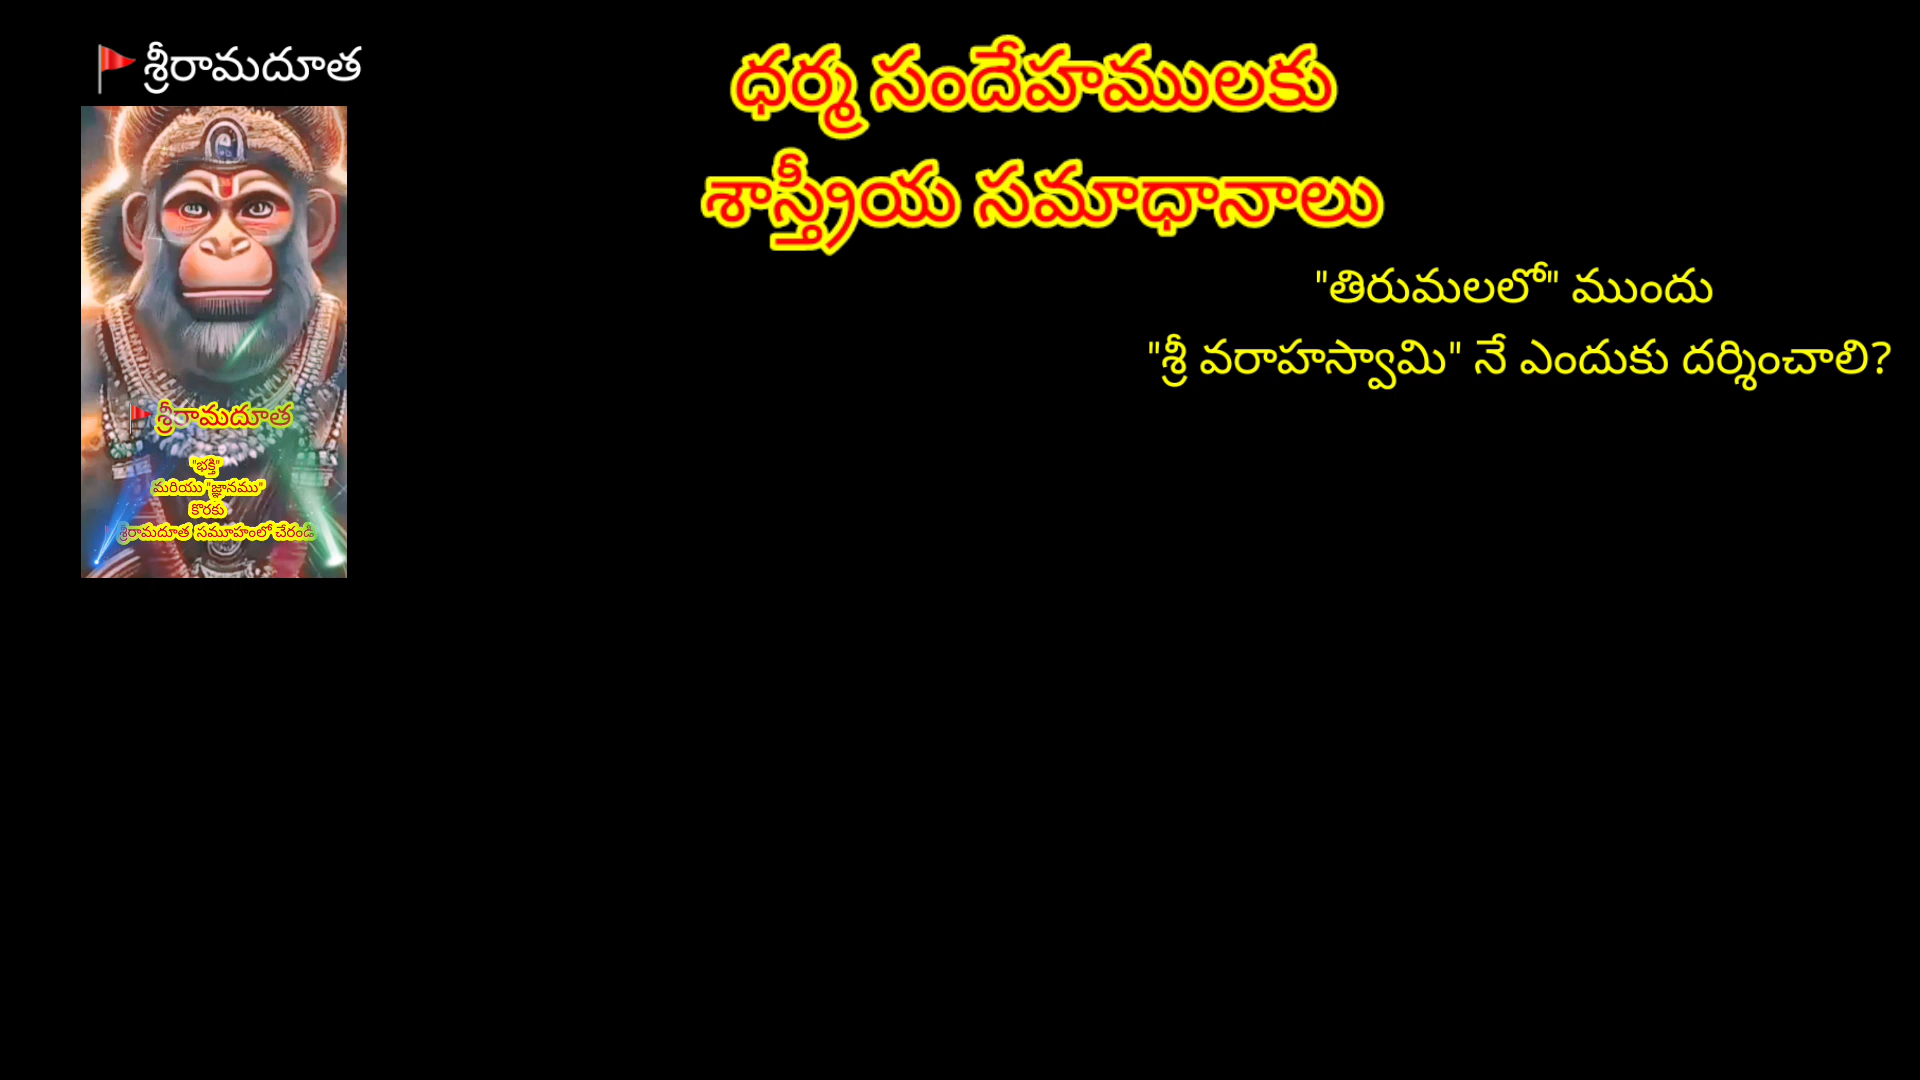 🚩శ్రీరామదూత
ధర్మ సందేహములకు
శాస్త్రీయ సమాధానాలు
"తిరుమలలో" ముందు
"శ్రీ వరాహస్వామి" నే ఎందుకు దర్శించాలి?
🚩శ్రీరామదూత
"భక్తి"
మరియు "జ్ఞానము"
కొరకు
🚩శ్రీరామదూత సమూహంలో చేరండి